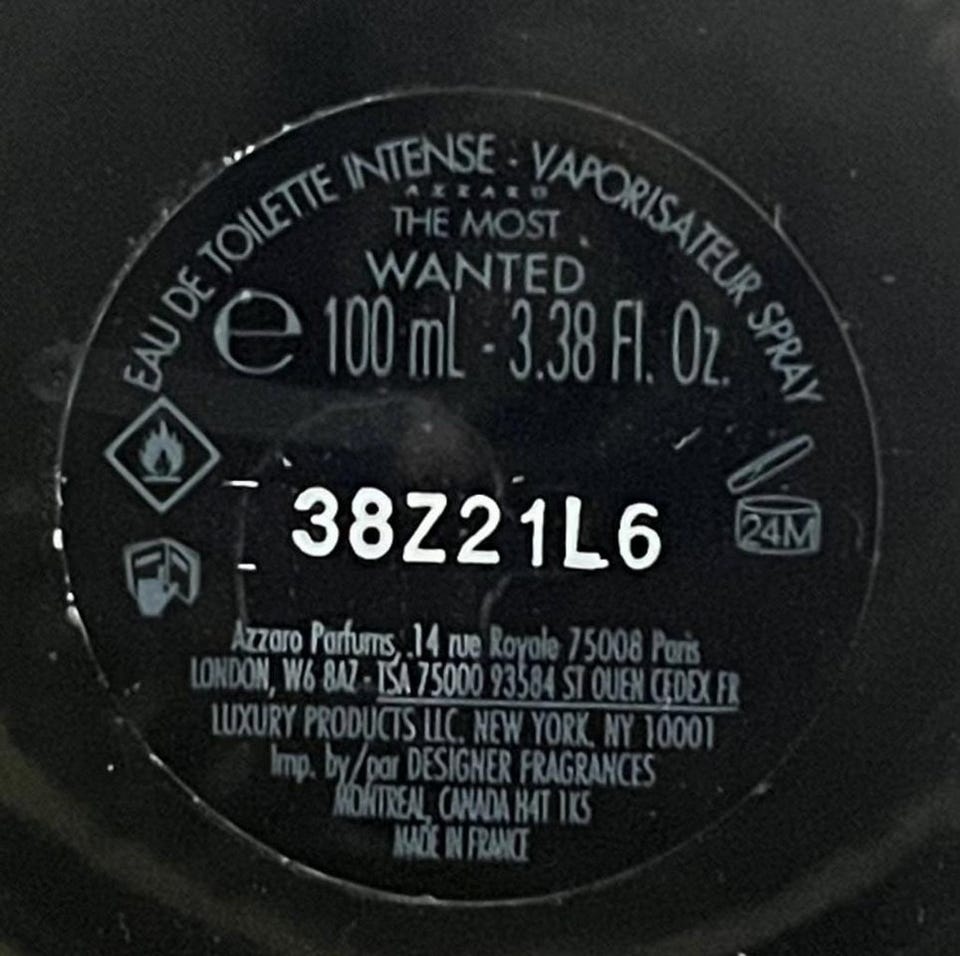 EAU DE TOILETTE INTENSE - VAPORISATEUR SPRAY
AZZARO
THE MOST
WANTED
e 100 mL - 3.38 Fl. Oz.
38Z21L6
24M
Azzaro Parfums, 14 rue Royale 75008 Paris
LONDON, W6 8AZ - TSA 75000 93584 ST OUEN CEDEX FR
LUXURY PRODUCTS LLC. NEW YORK, NY 10001
Imp. by/par DESIGNER FRAGRANCES
MONTREAL, CANADA H4T 1K5
MADE IN FRANCE